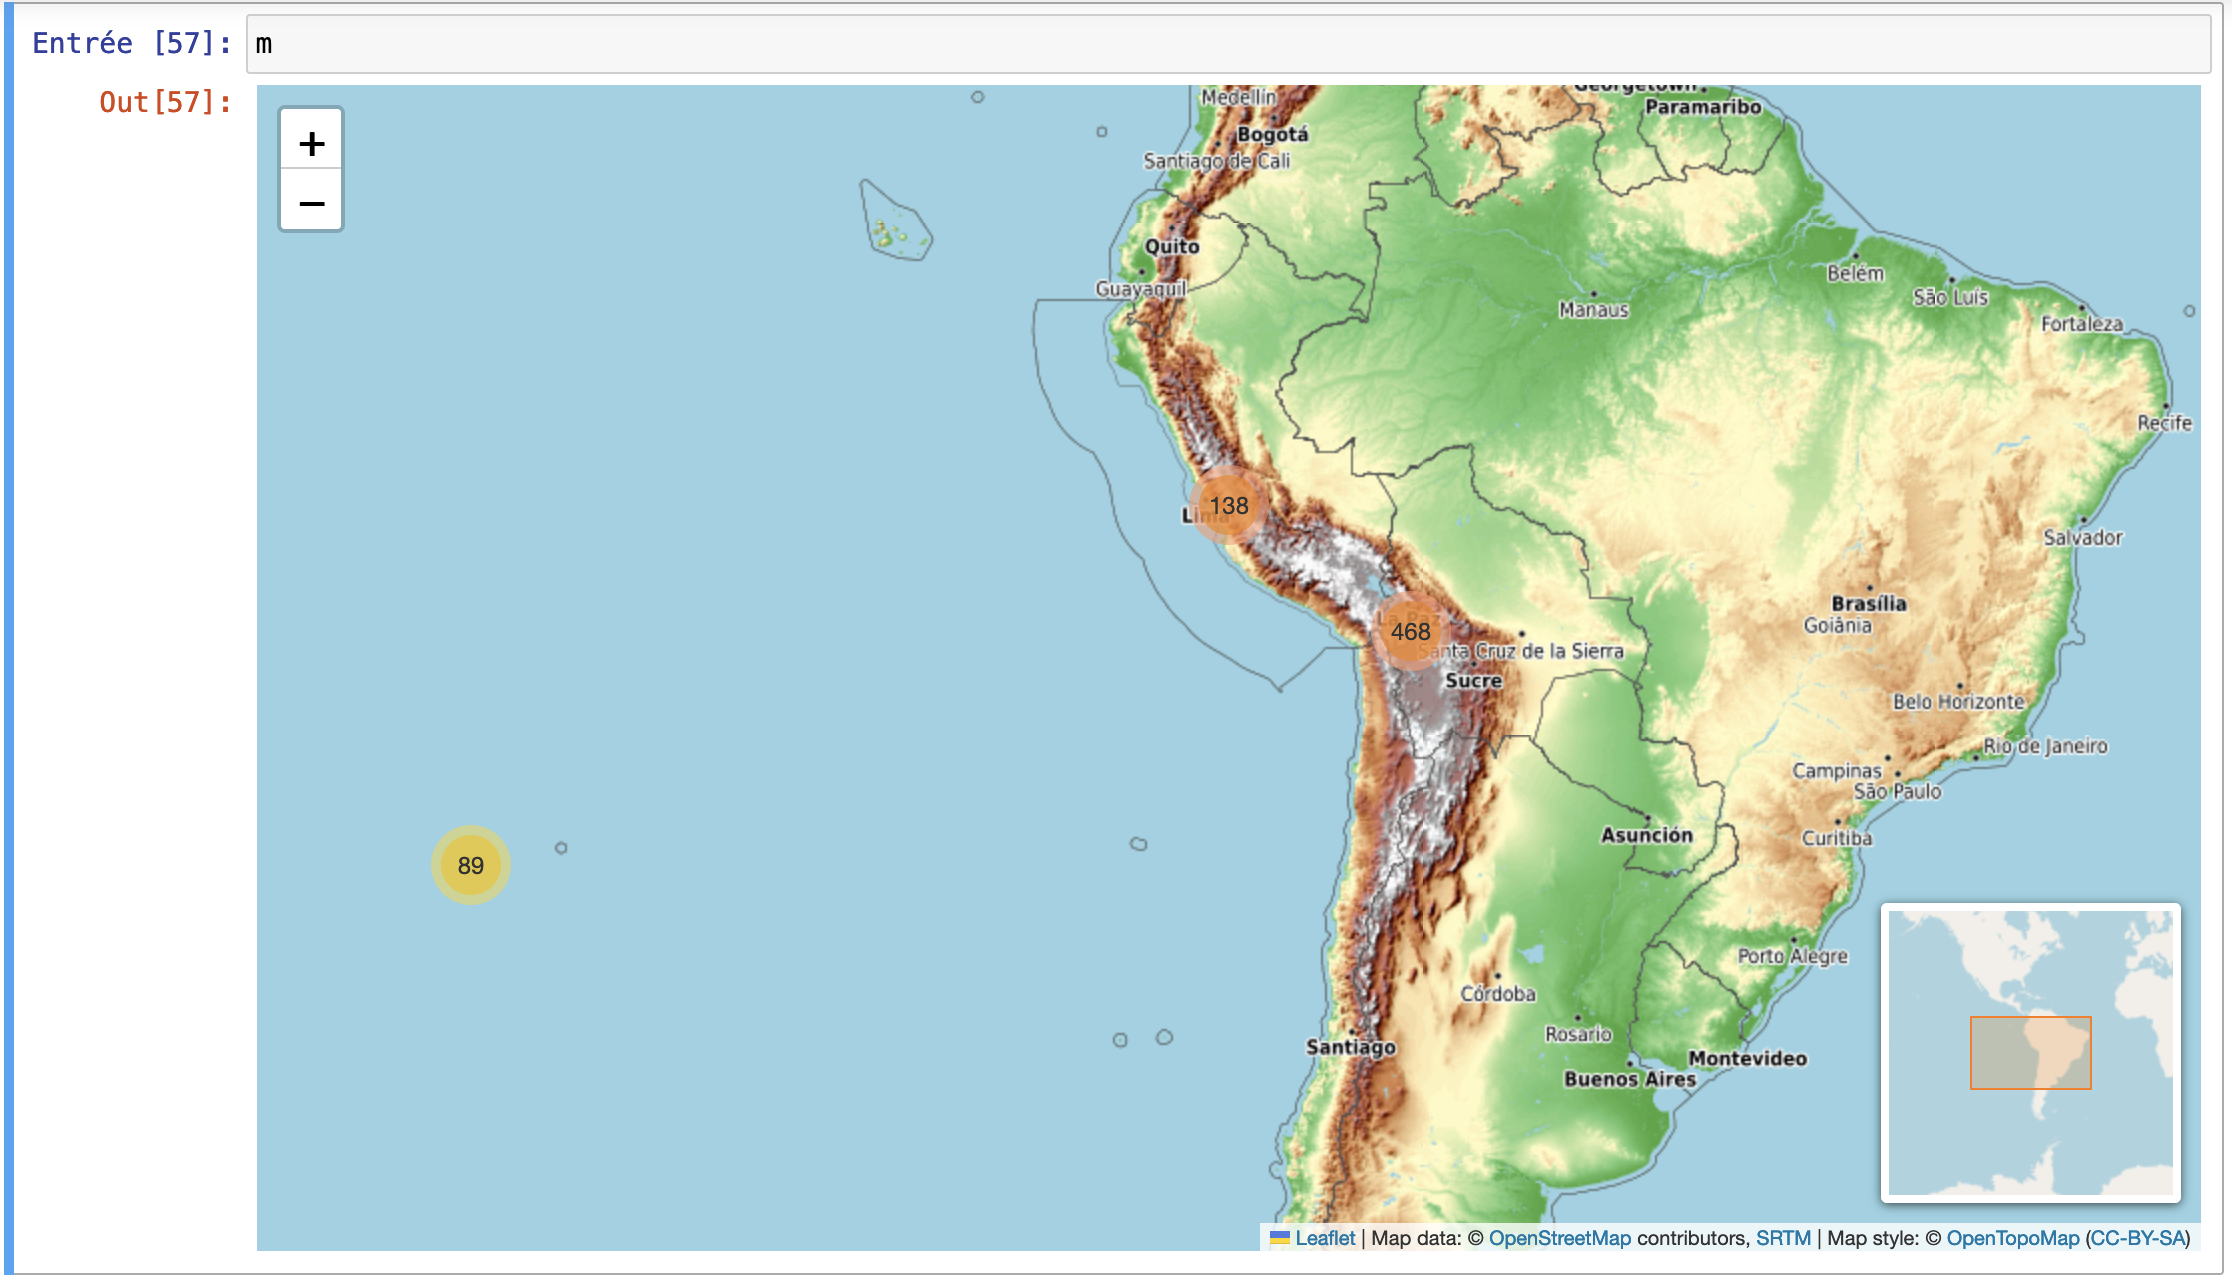 Entrée [57]: m
Out[57]:
+
−
Medellín
Georgetown
Paramaribo
Bogotá
Santiago de Cali
Quito
Guayaquil
Belém
São Luís
Manaus
Fortaleza
Recife
138
Lima
Salvador
468
Santa Cruz de la Sierra
Sucre
Brasília
Goiânia
Belo Horizonte
Rio de Janeiro
Campinas
São Paulo
Asunción
Curitiba
89
Porto Alegre
Córdoba
Rosario
Santiago
Montevideo
Buenos Aires
Leaflet | Map data: © OpenStreetMap contributors, SRTM | Map style: © OpenTopoMap (CC-BY-SA)